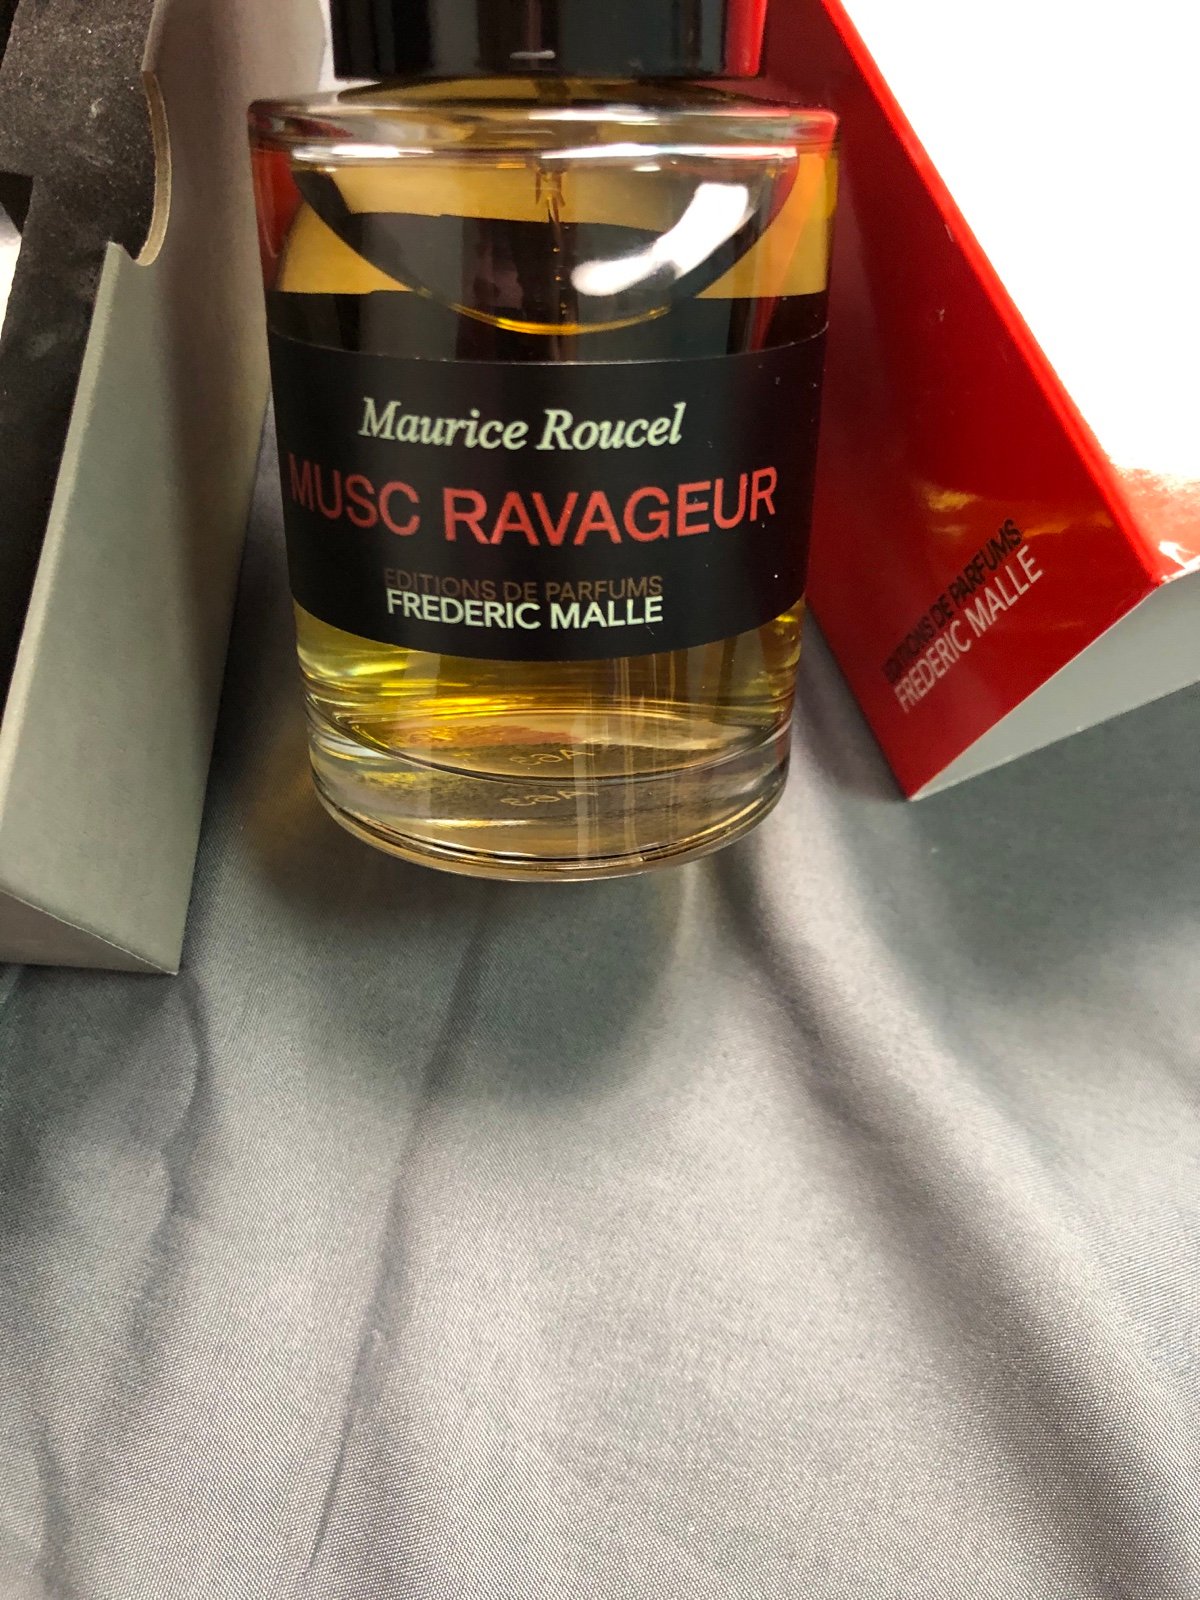 Maurice Roucel
MUSC RAVAGEUR
EDITIONS DE PARFUMS
FREDERIC MALLE
EDITIONS DE PARFUMS
FREDERIC MALLE